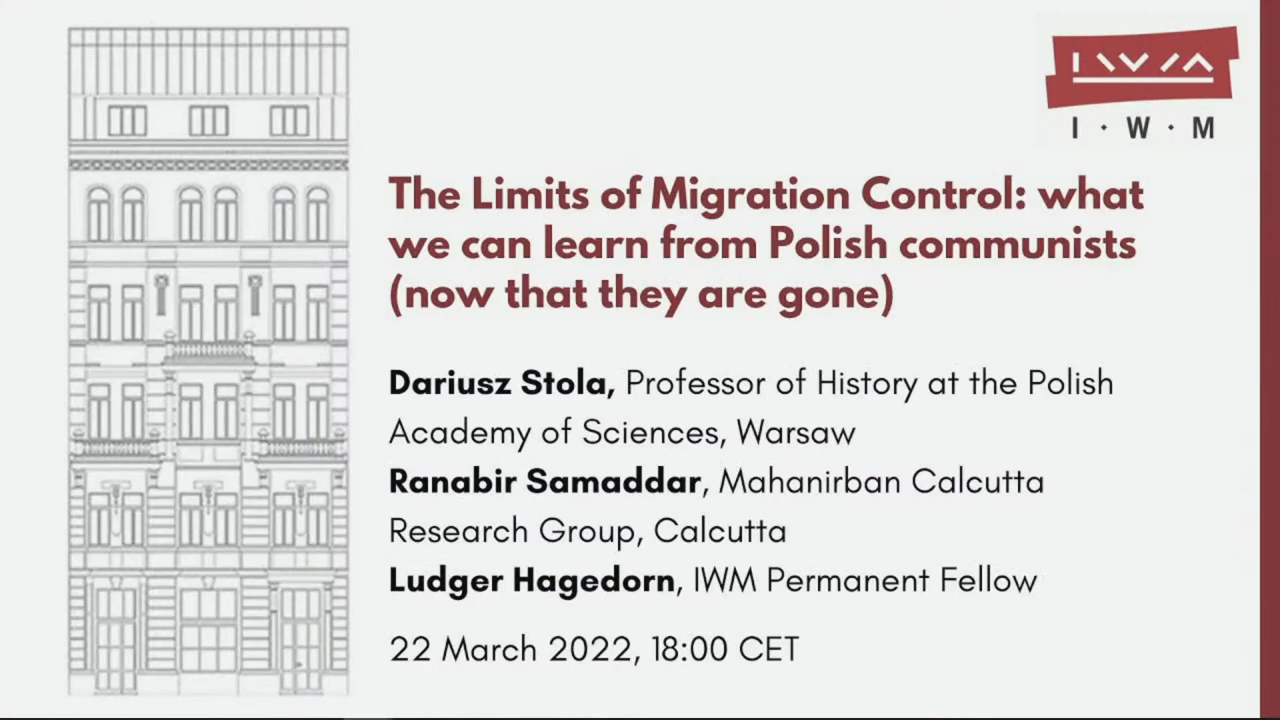 I · W · M
The Limits of Migration Control: what
we can learn from Polish communists
(now that they are gone)
Dariusz Stola, Professor of History at the Polish
Academy of Sciences, Warsaw
Ranabir Samaddar, Mahanirban Calcutta
Research Group, Calcutta
Ludger Hagedorn, IWM Permanent Fellow
22 March 2022, 18:00 CET